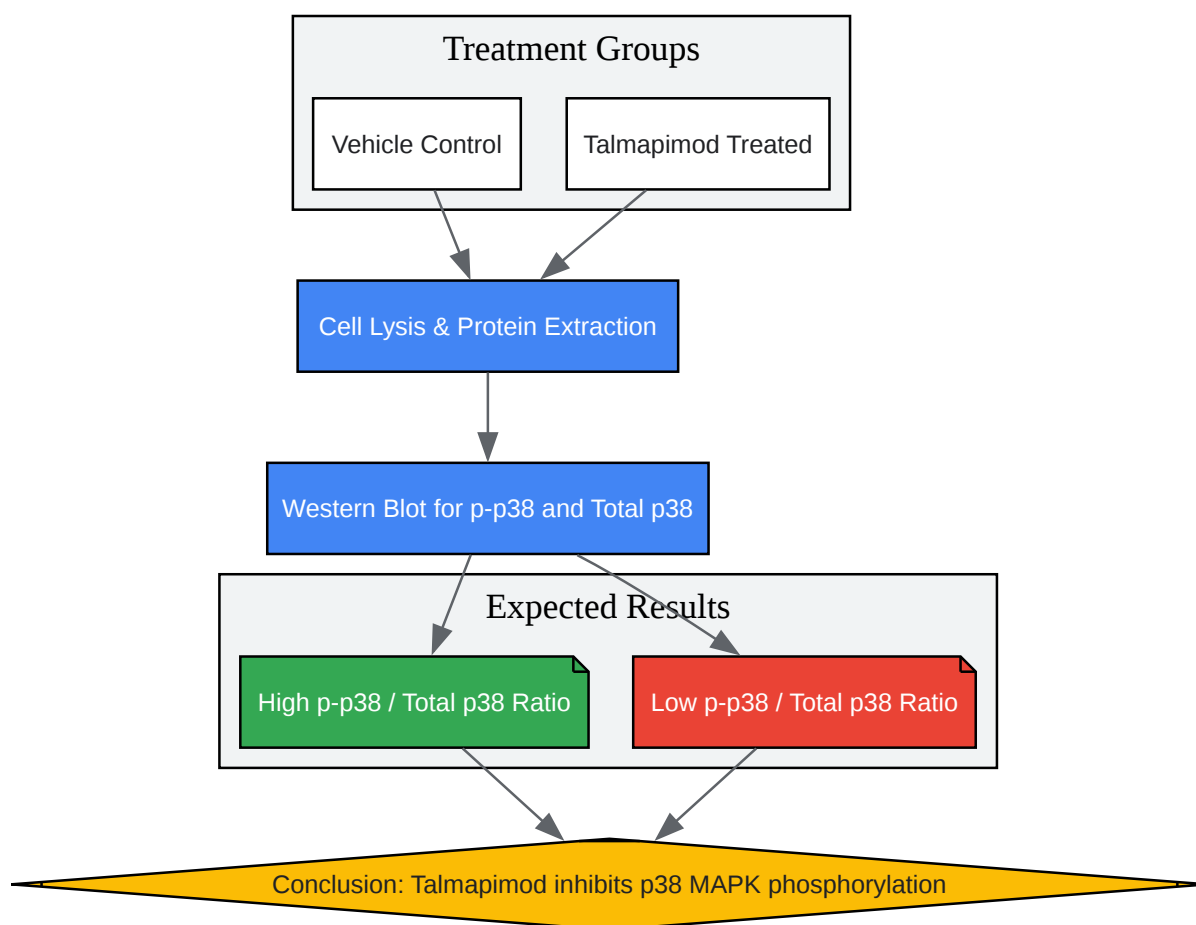 Treatment Groups
Vehicle Control
Talmapimod Treated
Cell Lysis & Protein Extraction
Western Blot for p-p38 and Total p38
Expected Results
High p-p38 / Total p38 Ratio
Low p-p38 / Total p38 Ratio
Conclusion: Talmapimod inhibits p38 MAPK phosphorylation